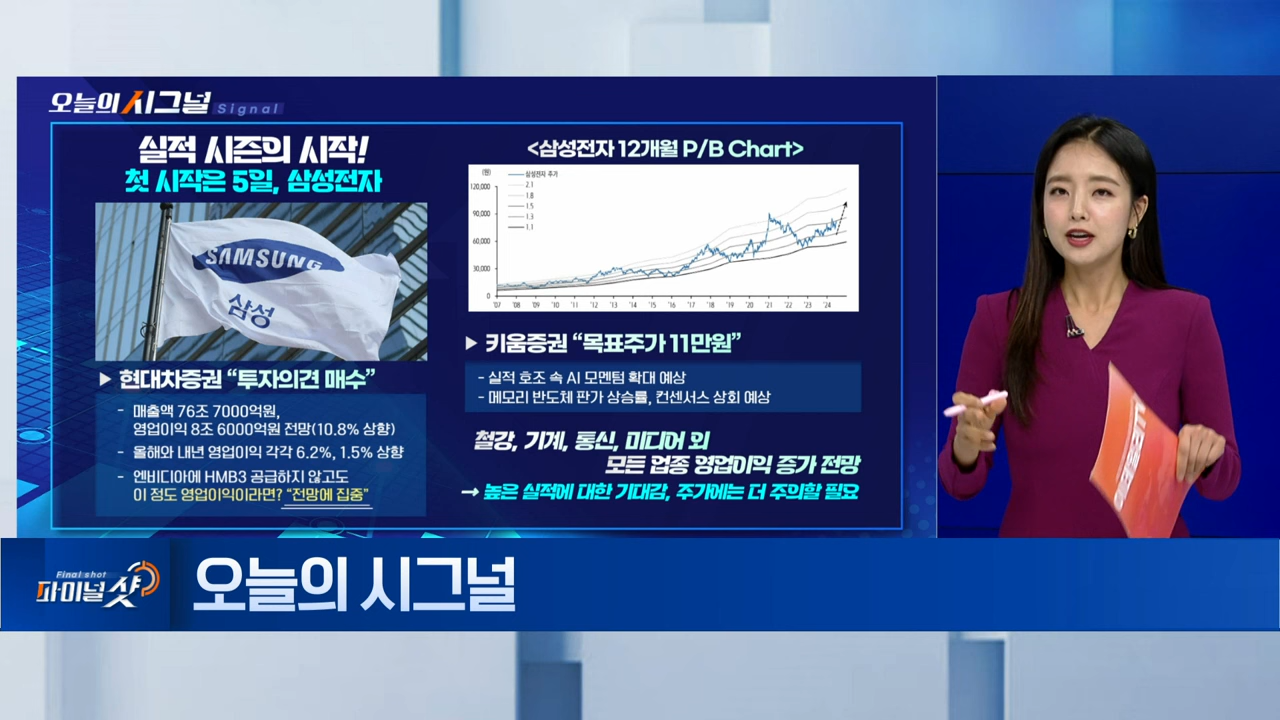 오늘의 시그널 Signal
실적 시즌의 시작!
첫 시작은 5일, 삼성전자
SAMSUNG
삼성
▶ 현대차증권 “투자의견 매수”
- 매출액 76조 7000억원,
영업이익 8조 6000억원 전망(10.8% 상향)
- 올해와 내년 영업이익 각각 6.2%, 1.5% 상향
- 엔비디아에 HMB3 공급하지 않고도
이 정도 영업이익이라면? “전망에 집중”
<삼성전자 12개월 P/B Chart>
(원)
삼성전자 주가
2.1
1.8
1.5
1.3
1.1
120,000
90,000
60,000
30,000
0
'07 '08 '09 '10 '11 '12 '13 '14 '15 '16 '17 '18 '19 '20 '21 '22 '23 '24
▶ 키움증권 “목표주가 11만원”
- 실적 호조 속 AI 모멘텀 확대 예상
- 메모리 반도체 판가 상승률, 컨센서스 상회 예상
철강, 기계, 통신, 미디어 외
모든 업종 영업이익 증가 전망
→ 높은 실적에 대한 기대감, 주가에는 더 주의할 필요
Final shot
파이널샷
오늘의 시그널